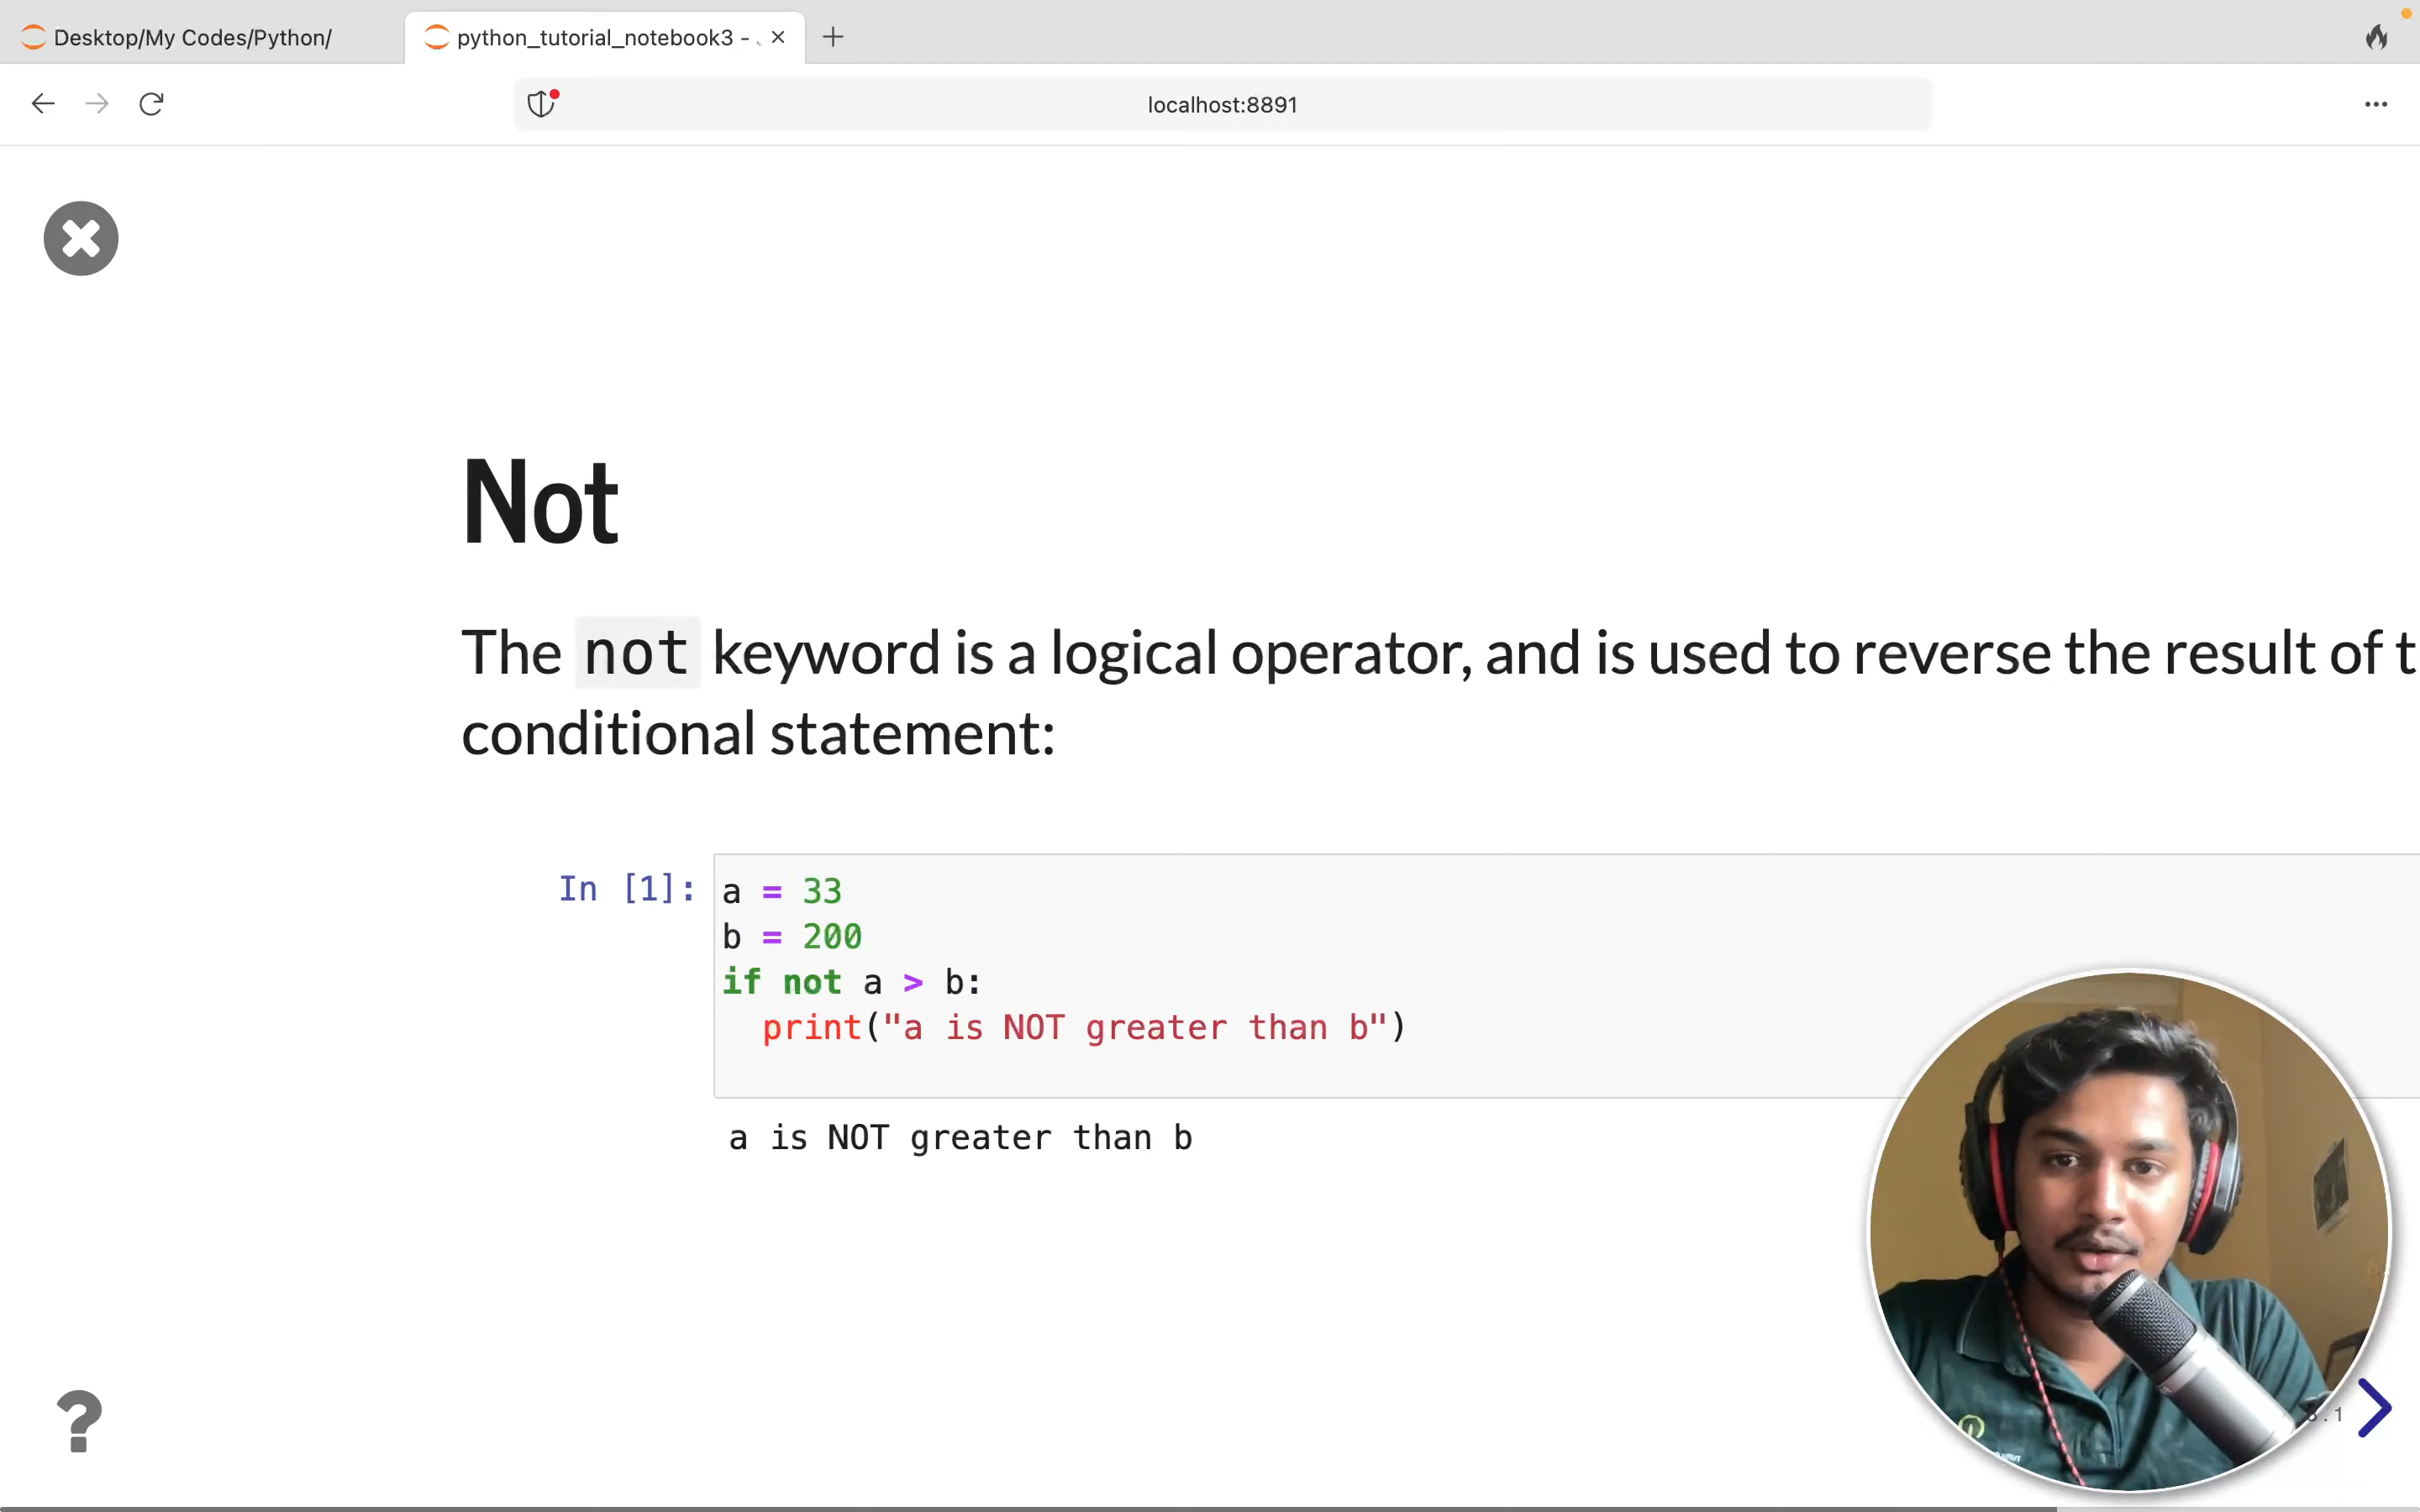 Desktop/My Codes/Python/
python_tutorial_notebook3 -
localhost:8891
Not
The not keyword is a logical operator, and is used to reverse the result of t
conditional statement:
In [1]:
a = 33
b = 200
if not a > b:
  print("a is NOT greater than b")
a is NOT greater than b
.1